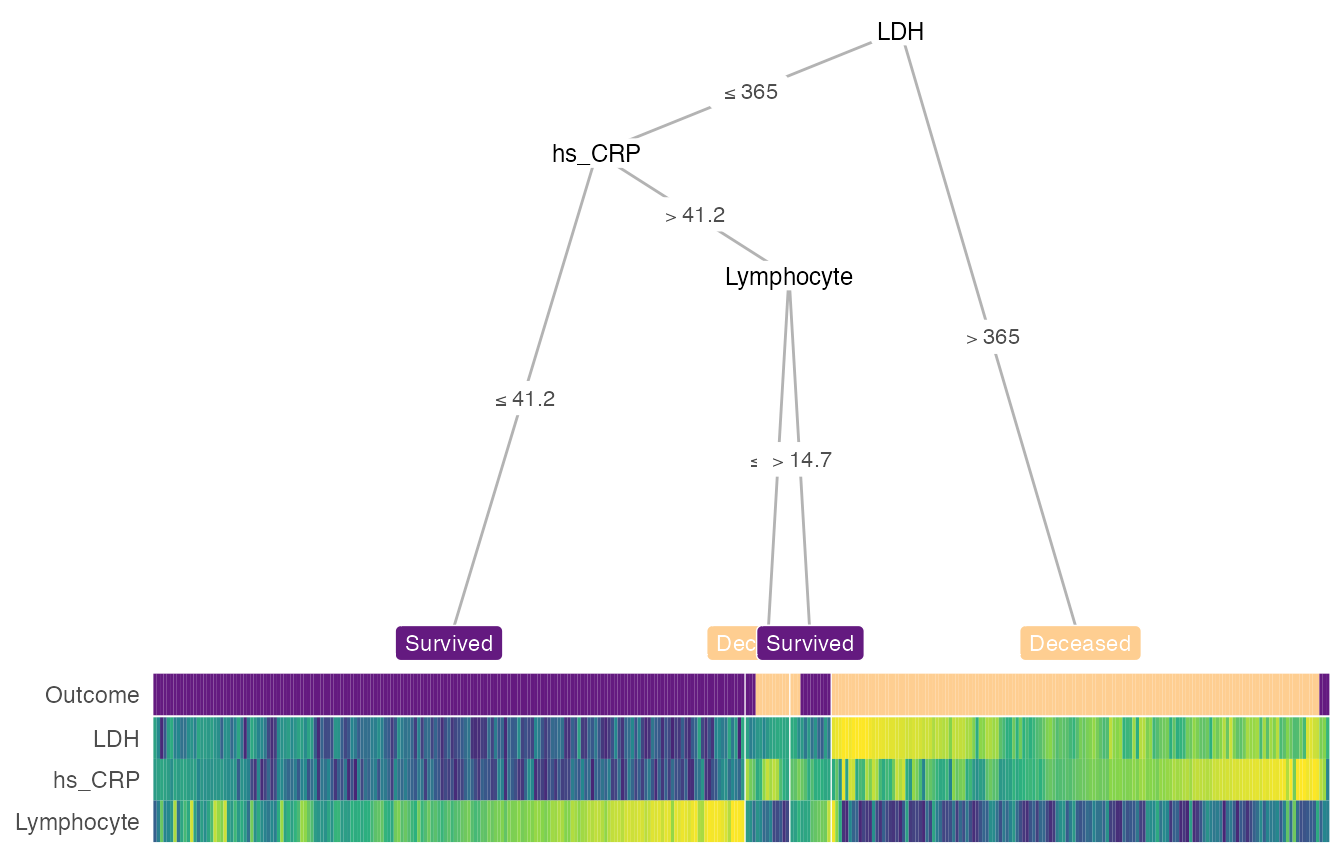 LDH
≤ 365
hs_CRP
> 41.2
Lymphocyte
> 365
≤ 41.2
≤
> 14.7
Survived
Dec
Survived
Deceased
Outcome
LDH
hs_CRP
Lymphocyte